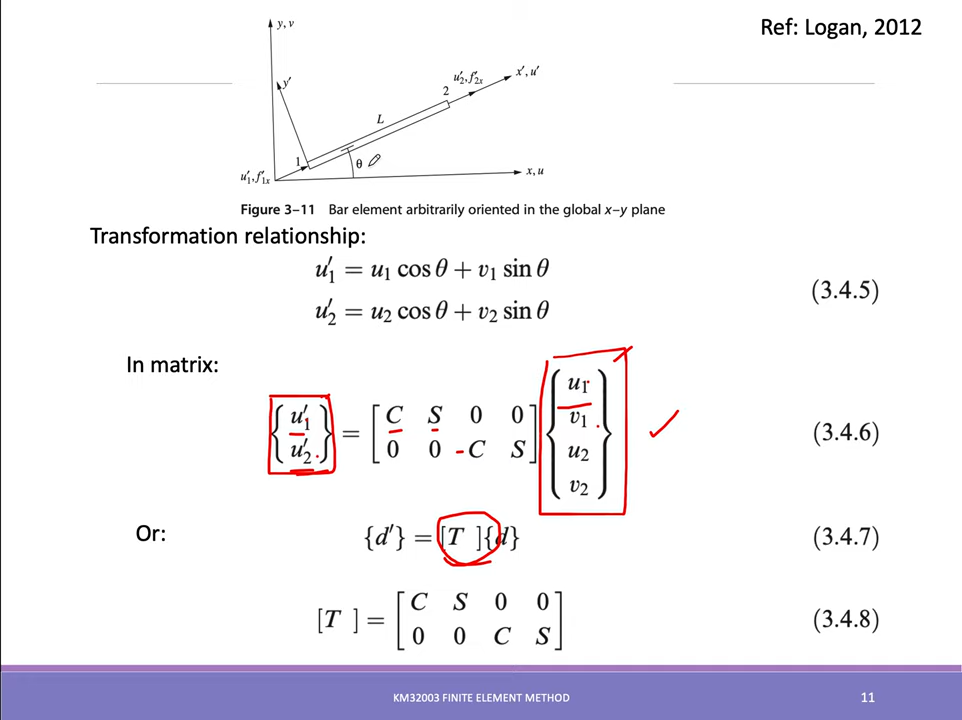 Ref: Logan, 2012
y, v
y′
u′₂, f′₂ₓ
x′, u′
2
L
1
θ
u′₁, f′₁ₓ
x, u
Figure 3–11 Bar element arbitrarily oriented in the global x–y plane
Transformation relationship:
u′₁ = u₁ cos θ + v₁ sin θ
u′₂ = u₂ cos θ + v₂ sin θ
(3.4.5)
In matrix:
{u′₁ u′₂} = [C S 0 0 0 0 C S] {u₁ v₁ u₂ v₂}
(3.4.6)
Or:
{d′} = [T ]{d}
(3.4.7)
[T ] = [C S 0 0
0 0 C S]
(3.4.8)
KM32003 FINITE ELEMENT METHOD
11